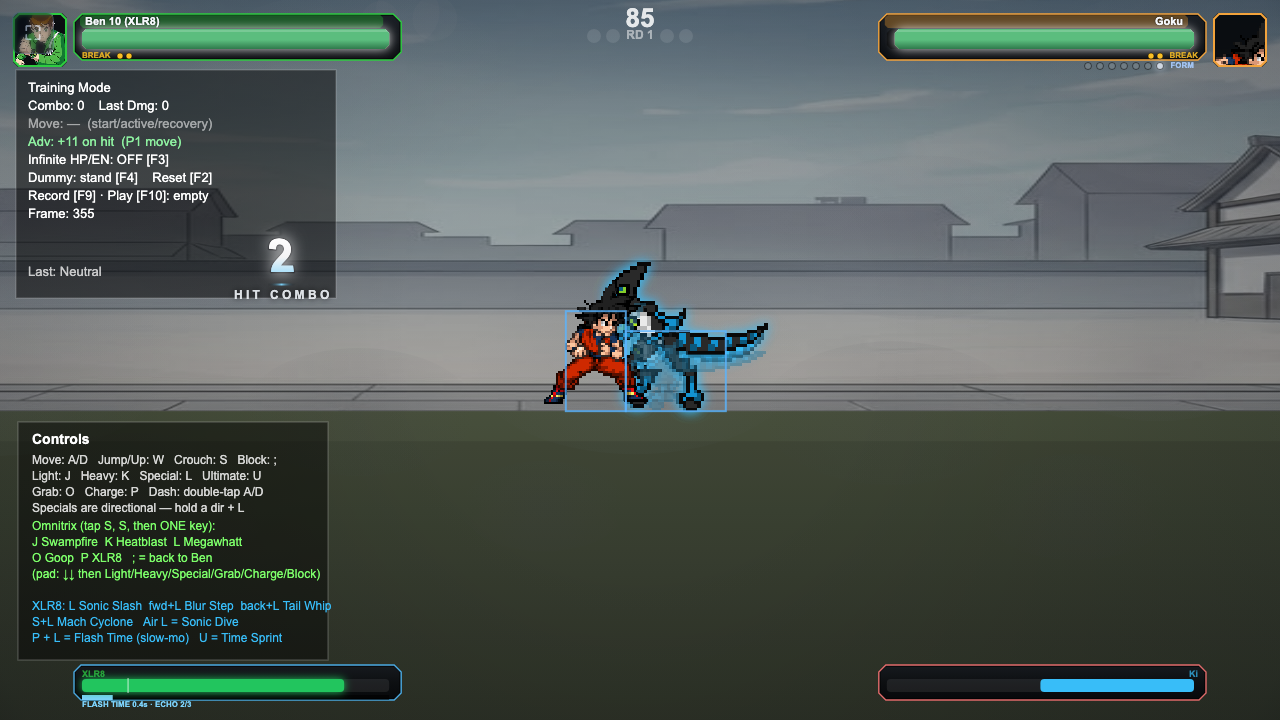 Ben 10 (XLR8)
BREAK
85
RD 1
Goku
BREAK
FORM
Training Mode
Combo: 0    Last Dmg: 0
Move: —  (start/active/recovery)
Adv: +11 on hit  (P1 move)
Infinite HP/EN: OFF [F3]
Dummy: stand [F4]    Reset [F2]
Record [F9] · Play [F10]: empty
Frame: 355
Last: Neutral
2
HIT COMBO
Controls
Move: A/D   Jump/Up: W   Crouch: S   Block: ;
Light: J   Heavy: K   Special: L   Ultimate: U
Grab: O   Charge: P   Dash: double-tap A/D
Specials are directional — hold a dir + L
Omnitrix (tap S, S, then ONE key):
J Swampfire  K Heatblast  L Megawhatt
O Goop  P XLR8   ; = back to Ben
(pad: ↓↓ then Light/Heavy/Special/Grab/Charge/Block)
XLR8: L Sonic Slash  fwd+L Blur Step  back+L Tail Whip
S+L Mach Cyclone   Air L = Sonic Dive
P + L = Flash Time (slow-mo)   U = Time Sprint
XLR8
FLASH TIME 0.4s · ECHO 2/3
Ki